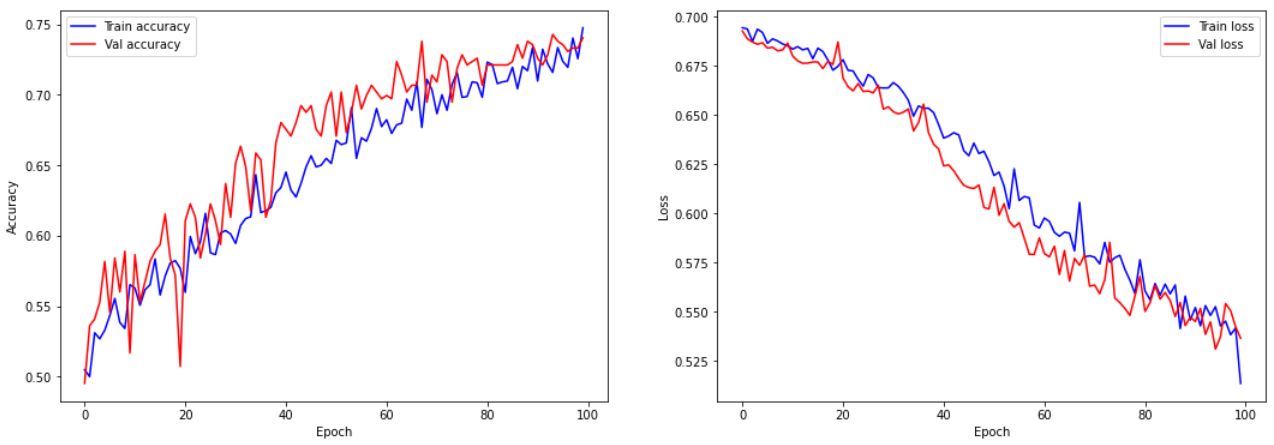 Train accuracy
Val accuracy
0.75
0.70
0.65
0.60
0.55
0.50
Accuracy
0 20 40 60 80 100
Epoch
Train loss
Val loss
0.700
0.675
0.650
0.625
0.600
0.575
0.550
0.525
Loss
0 20 40 60 80 100
Epoch